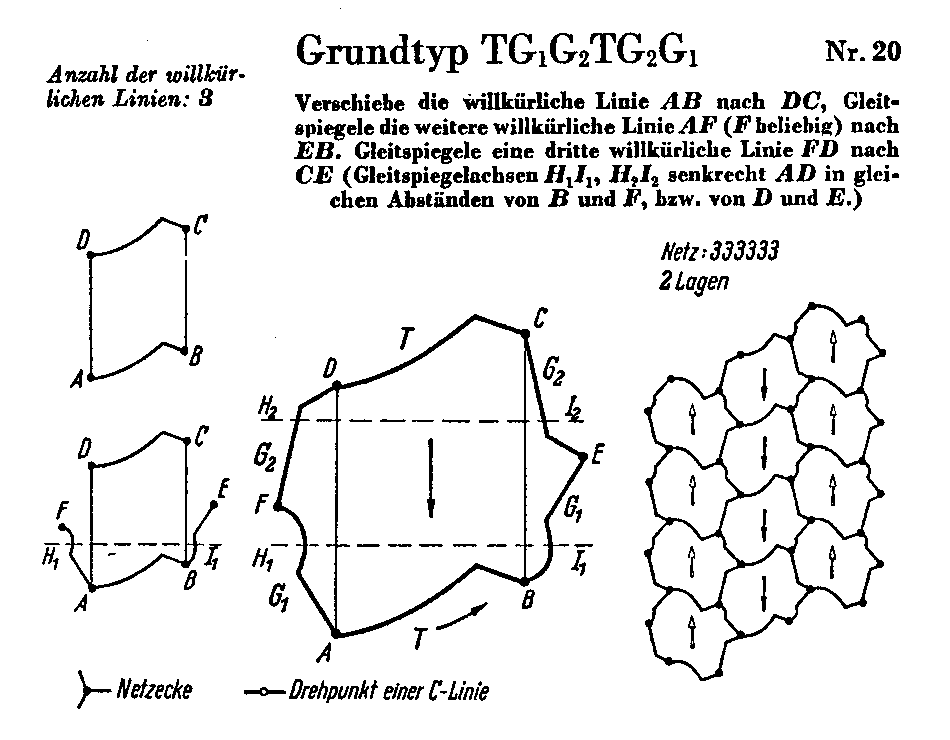 Grundtyp TG₁G₂TG₂G₁
Nr. 20
Anzahl der willkür-
lichen Linien: 3
Verschiebe die willkürliche Linie AB nach DC, Gleit-
spiegele die weitere willkürliche Linie AF (F beliebig) nach
EB. Gleitspiegele eine dritte willkürliche Linie FD nach
CE (Gleitspiegelachsen H₁I₁, H₂I₂ senkrecht AD in glei-
chen Abständen von B und F, bzw. von D und E.)
Netz: 333333
2 Lagen
D
C
A
B
D
C
F
E
H₁
I₁
A
B
C
T
D
G₂
H₂
I₂
G₂
E
F
G₁
H₁
I₁
G₁
B
A
T
Netzecke
Drehpunkt einer C-Linie